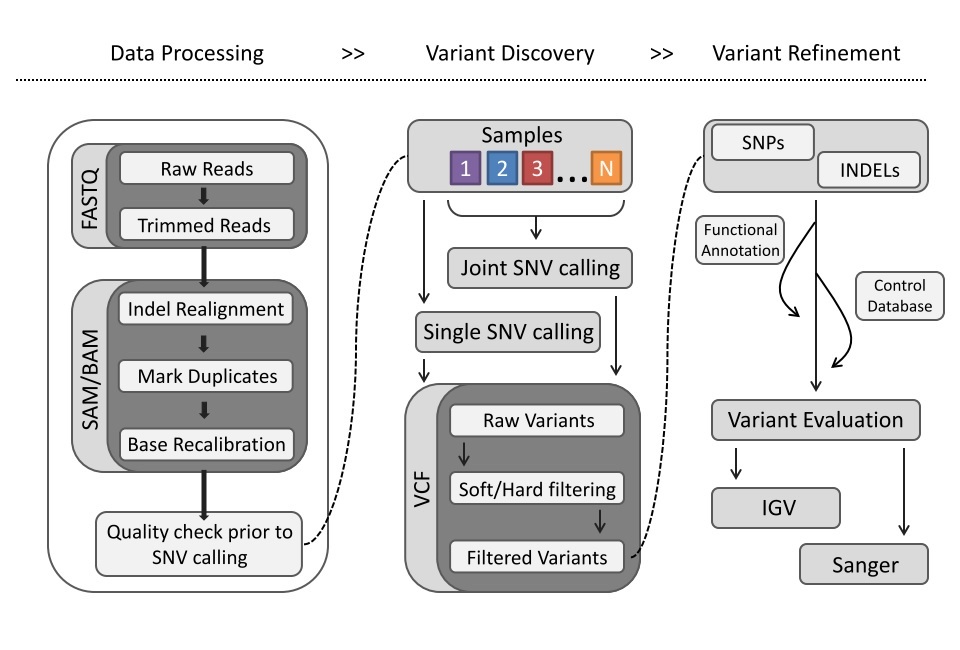 Data Processing >> Variant Discovery >> Variant Refinement
FASTQ
Raw Reads
Trimmed Reads
SAM/BAM
Indel Realignment
Mark Duplicates
Base Recalibration
Quality check prior to
SNV calling
Samples
1 2 3 ... N
Joint SNV calling
Single SNV calling
VCF
Raw Variants
Soft/Hard filtering
Filtered Variants
SNPs
INDELs
Functional
Annotation
Control
Database
Variant Evaluation
IGV
Sanger